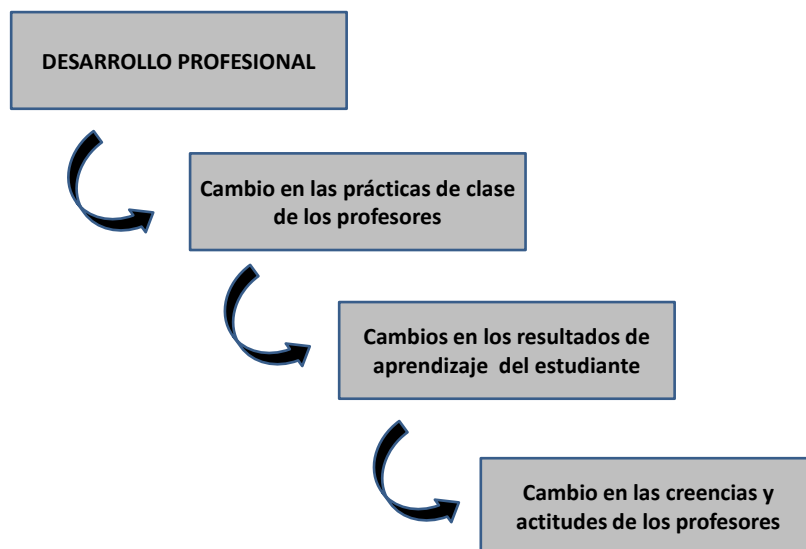 DESARROLLO PROFESIONAL
Cambio en las prácticas de clase
de los profesores
Cambios en los resultados de
aprendizaje del estudiante
Cambio en las creencias y
actitudes de los profesores